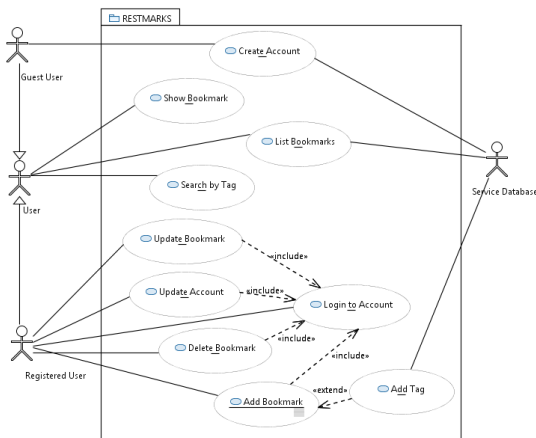 RESTMARKS
Create Account
Guest User
Show Bookmark
List Bookmarks
Search by Tag
Service Database
User
Update Bookmark
«include»
Update Account
«include»
Login to Account
Delete Bookmark
«include»
«include»
Registered User
«extend»
Add Tag
Add Bookmark